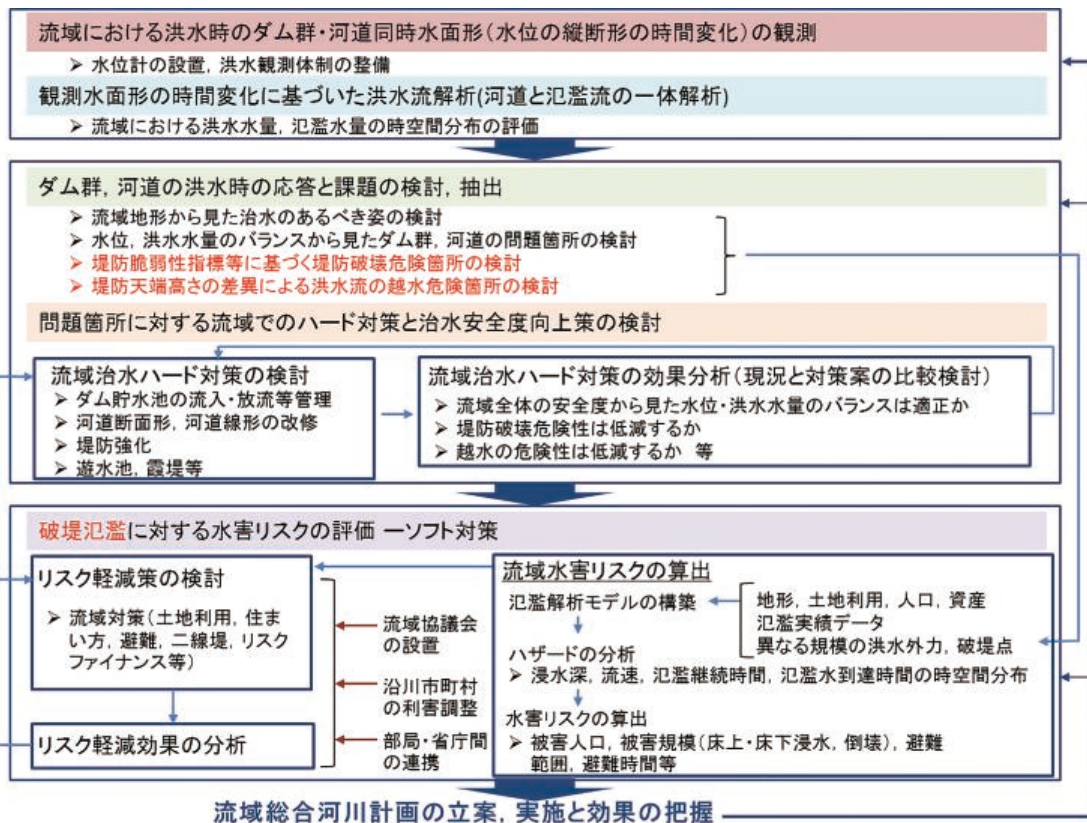 流域における洪水時のダム群・河道同時水面形(水位の縦断形の時間変化)の観測
➢ 水位計の設置, 洪水観測体制の整備
観測水面形の時間変化に基づいた洪水流解析(河道と氾濫流の一体解析)
➢ 流域における洪水水量, 氾濫水量の時空間分布の評価
ダム群, 河道の洪水時の応答と課題の検討, 抽出
➢ 流域地形から見た治水のあるべき姿の検討
➢ 水位, 洪水水量のバランスから見たダム群, 河道の問題箇所の検討
➢ 堤防脆弱性指標等に基づく堤防破壊危険箇所の検討
➢ 堤防天端高さの差異による洪水流の越水危険箇所の検討
問題箇所に対する流域でのハード対策と治水安全度向上策の検討
流域治水ハード対策の検討
➢ ダム貯水池の流入・放流等管理
➢ 河道断面形, 河道線形の改修
➢ 堤防強化
➢ 遊水池, 霞堤等
流域治水ハード対策の効果分析(現況と対策案の比較検討)
➢ 流域全体の安全度から見た水位・洪水水量のバランスは適正か
➢ 堤防破壊危険性は低減するか
➢ 越水の危険性は低減するか 等
破堤氾濫に対する水害リスクの評価 ーソフト対策
リスク軽減策の検討
➢ 流域対策(土地利用, 住ま
い方, 避難, 二線堤, リスク
ファイナンス等)
リスク軽減効果の分析
流域協議会
の設置
沿川市町村
の利害調整
部局・省庁間
の連携
流域水害リスクの算出
氾濫解析モデルの構築
地形, 土地利用, 人口, 資産
氾濫実績データ
異なる規模の洪水外力, 破堤点
ハザードの分析
➢ 浸水深, 流速, 氾濫継続時間, 氾濫水到達時間の時空間分布
水害リスクの算出
➢ 被害人口, 被害規模(床上・床下浸水, 倒壊), 避難
範囲, 避難時間等
流域総合河川計画の立案, 実施と効果の把握